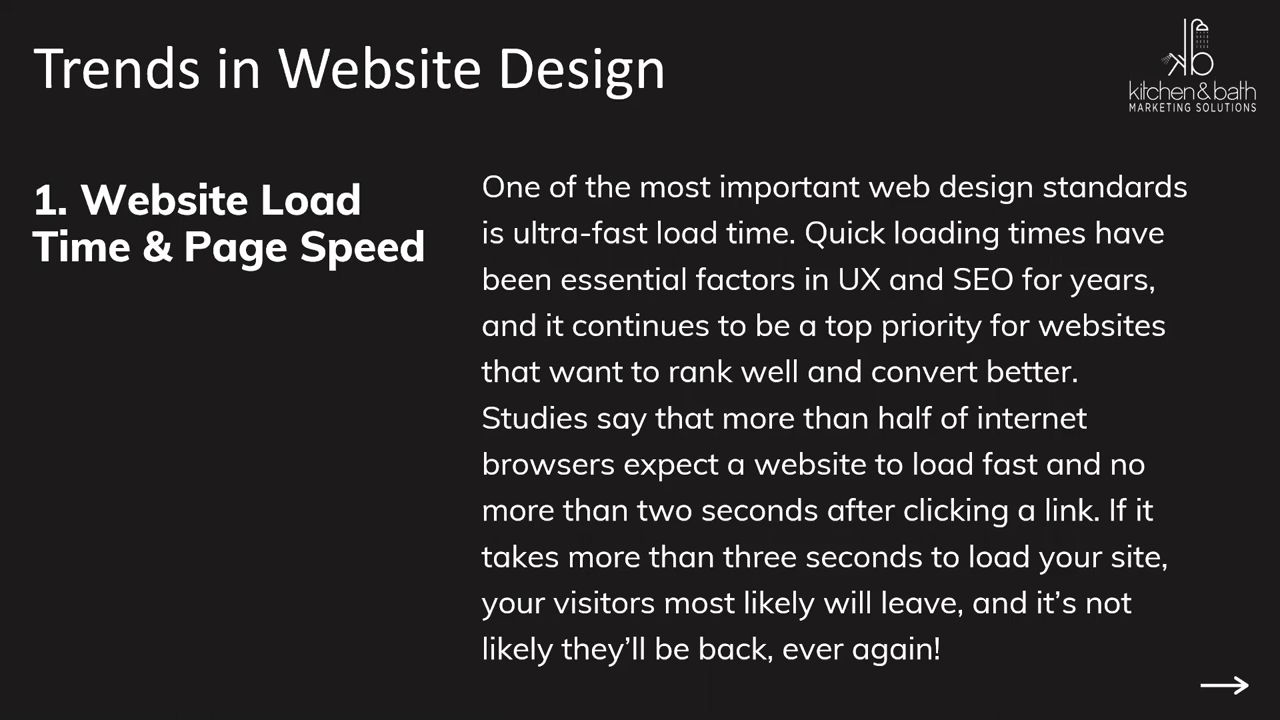 Trends in Website Design
kb
kitchen & bath
MARKETING SOLUTIONS
1. Website Load
Time & Page Speed
One of the most important web design standards
is ultra-fast load time. Quick loading times have
been essential factors in UX and SEO for years,
and it continues to be a top priority for websites
that want to rank well and convert better.
Studies say that more than half of internet
browsers expect a website to load fast and no
more than two seconds after clicking a link. If it
takes more than three seconds to load your site,
your visitors most likely will leave, and it’s not
likely they’ll be back, ever again!